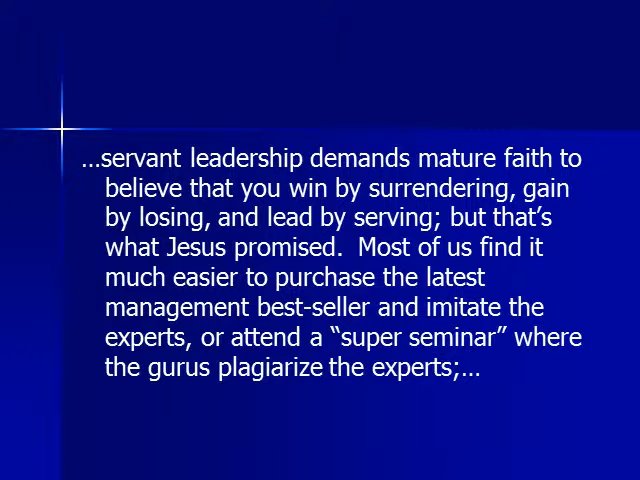 …servant leadership demands mature faith to
believe that you win by surrendering, gain
by losing, and lead by serving; but that’s
what Jesus promised.  Most of us find it
much easier to purchase the latest
management best-seller and imitate the
experts, or attend a “super seminar” where
the gurus plagiarize the experts;…